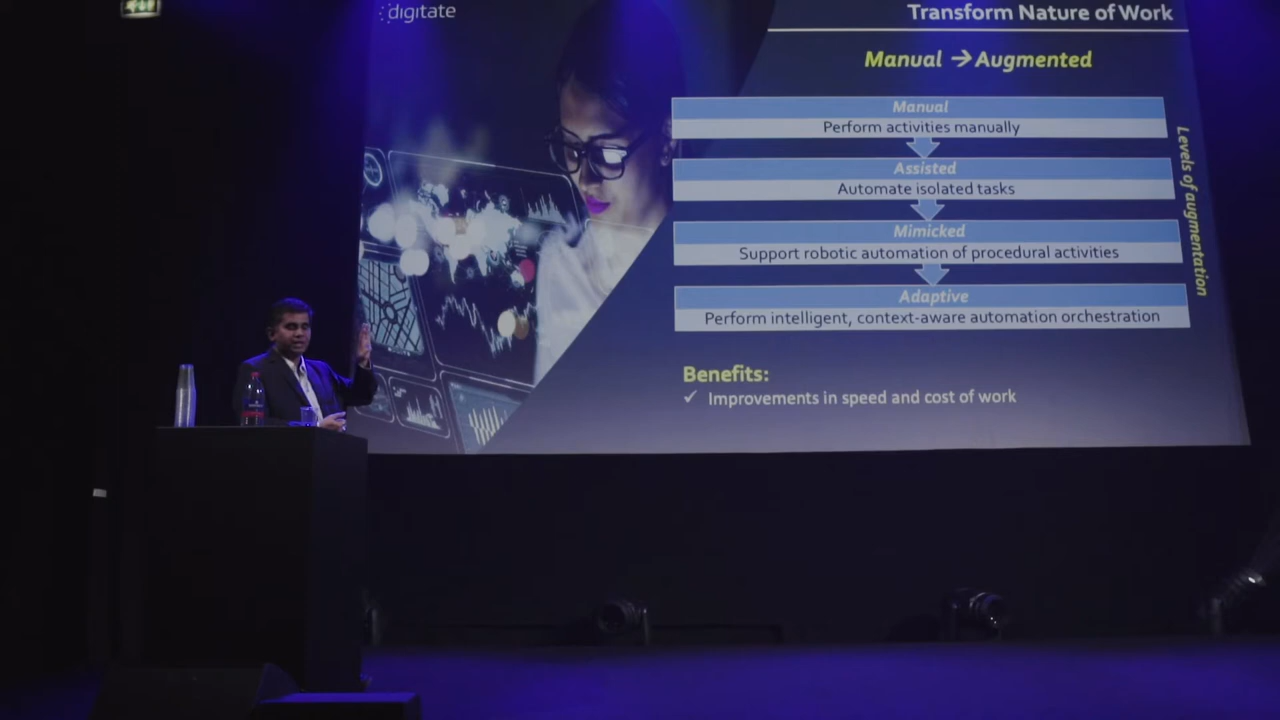 digitate
Transform Nature of Work
Manual → Augmented
Manual
Perform activities manually
Assisted
Automate isolated tasks
Mimicked
Support robotic automation of procedural activities
Adaptive
Perform intelligent, context-aware automation orchestration
Levels of augmentation
Benefits:
✓ Improvements in speed and cost of work